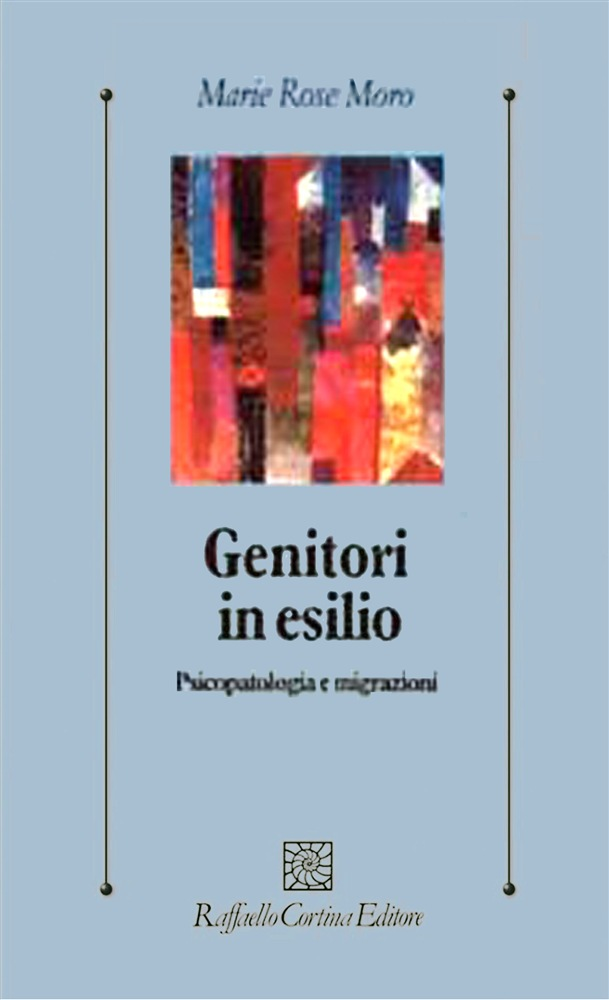 Marie Rose Moro
Genitori
in esilio
Psicopatologia e migrazioni
Raffaello Cortina Editore